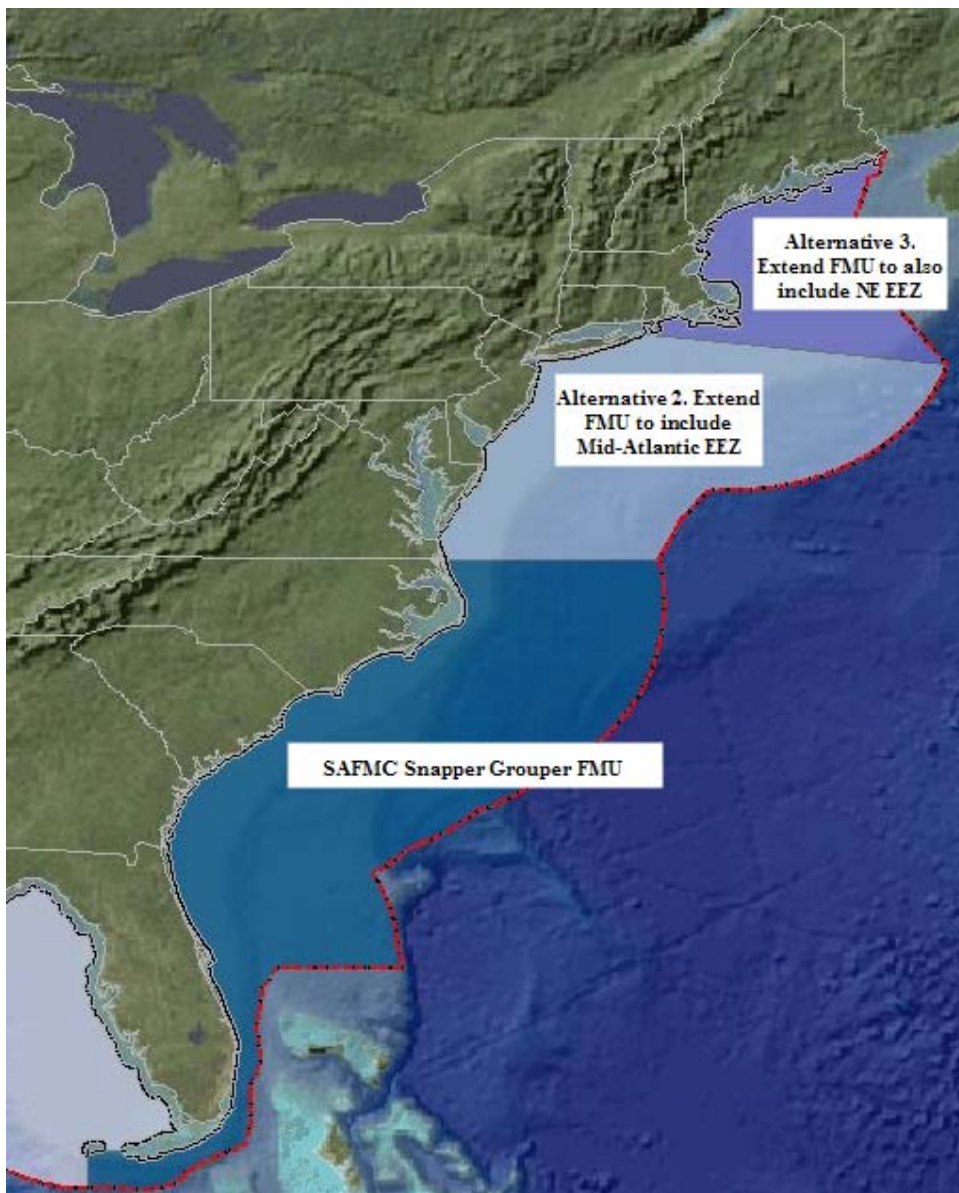 Alternative 3.
Extend FMU to also
include NE EEZ
Alternative 2. Extend
FMU to include
Mid-Atlantic EEZ
SAFMC Snapper Grouper FMU